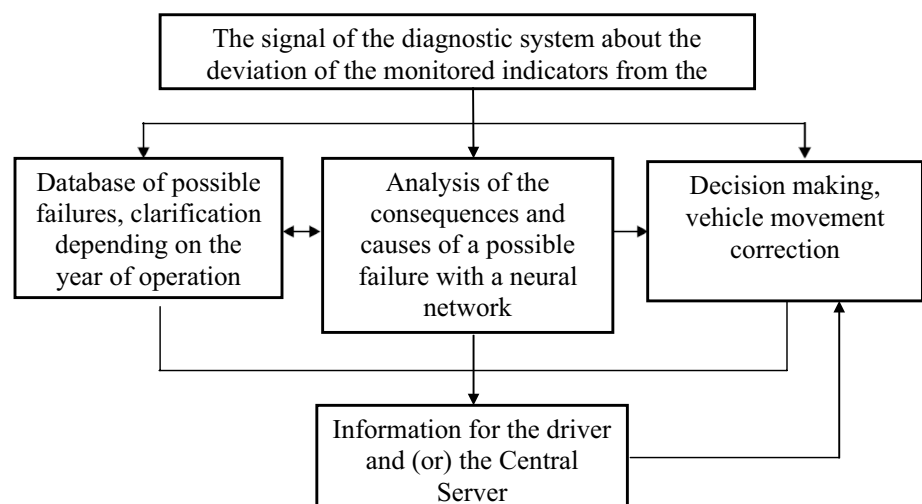 The signal of the diagnostic system about the
deviation of the monitored indicators from the
Database of possible
failures, clarification
depending on the
year of operation
Analysis of the
consequences and
causes of a possible
failure with a neural
network
Decision making,
vehicle movement
correction
Information for the driver
and (or) the Central
Server